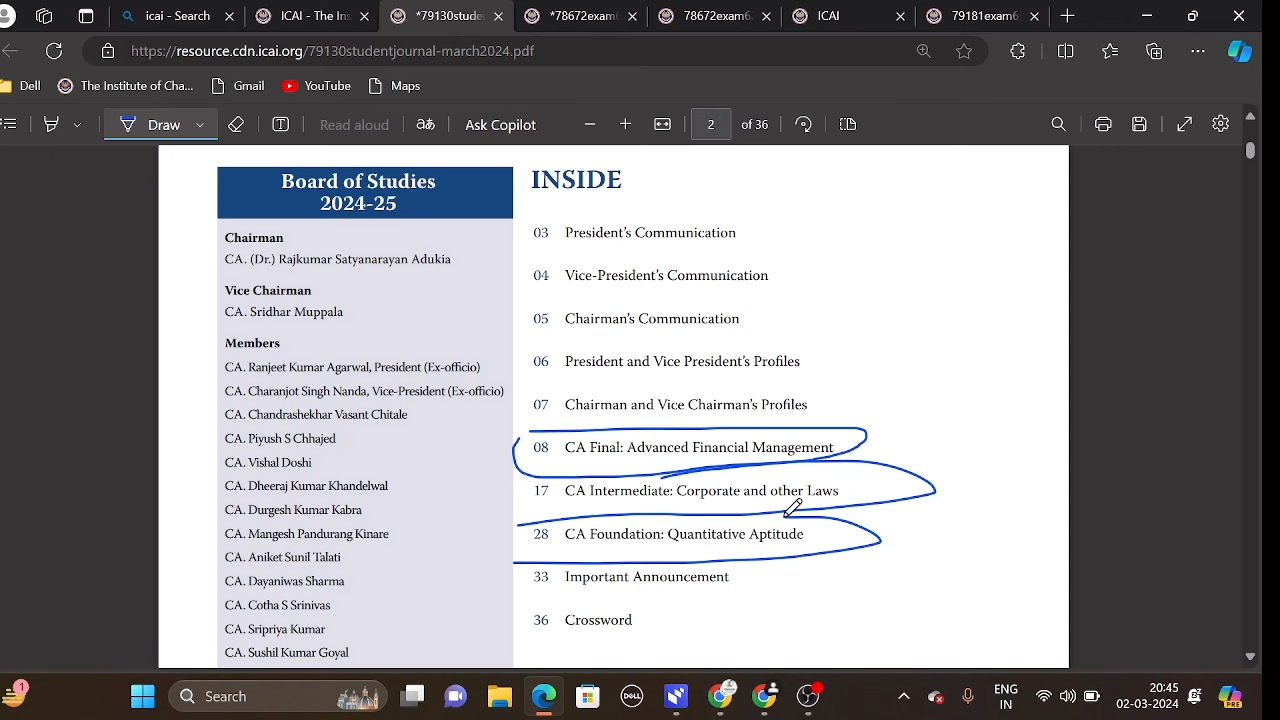 icai - Search
ICAI - The Ins
*79130stude
*78672exam
78672exam6
ICAI
79181exam6
https://resource.cdn.icai.org/79130studentjournal-march2024.pdf
Dell
The Institute of Cha...
Gmail
YouTube
Maps
Draw
Read aloud
aあ
Ask Copilot
2
of 36
Board of Studies
2024-25
Chairman
CA. (Dr.) Rajkumar Satyanarayan Adukia
Vice Chairman
CA. Sridhar Muppala
Members
CA. Ranjeet Kumar Agarwal, President (Ex-officio)
CA. Charanjot Singh Nanda, Vice-President (Ex-officio)
CA. Chandrashekhar Vasant Chitale
CA. Piyush S Chhajed
CA. Vishal Doshi
CA. Dheeraj Kumar Khandelwal
CA. Durgesh Kumar Kabra
CA. Mangesh Pandurang Kinare
CA. Aniket Sunil Talati
CA. Dayaniwas Sharma
CA. Cotha S Srinivas
CA. Sripriya Kumar
CA. Sushil Kumar Goyal
INSIDE
03 President's Communication
04 Vice-President's Communication
05 Chairman's Communication
06 President and Vice President's Profiles
07 Chairman and Vice Chairman's Profiles
08 CA Final: Advanced Financial Management
17 CA Intermediate: Corporate and other Laws
28 CA Foundation: Quantitative Aptitude
33 Important Announcement
36 Crossword
1
Search
DELL
ENG
IN
20:45
02-03-2024
PRE